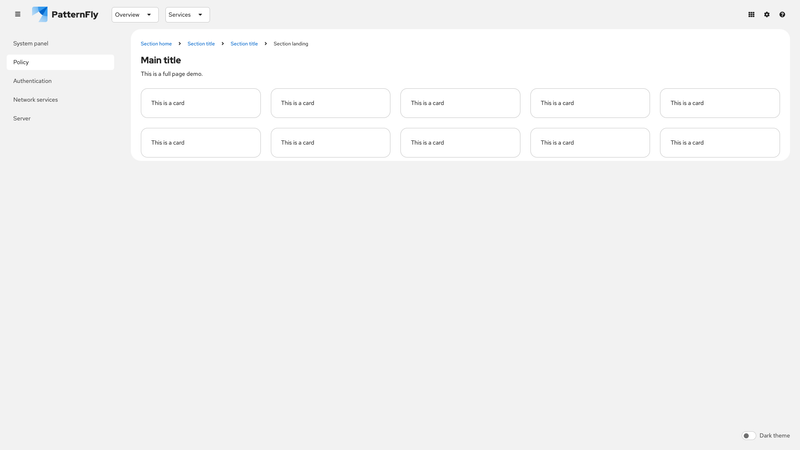 PatternFly
Overview
Services
System panel
Policy
Authentication
Network services
Server
Section home
Section title
Section title
Section landing
Main title
This is a full page demo.
This is a card
This is a card
This is a card
This is a card
This is a card
This is a card
This is a card
This is a card
This is a card
This is a card
Dark theme